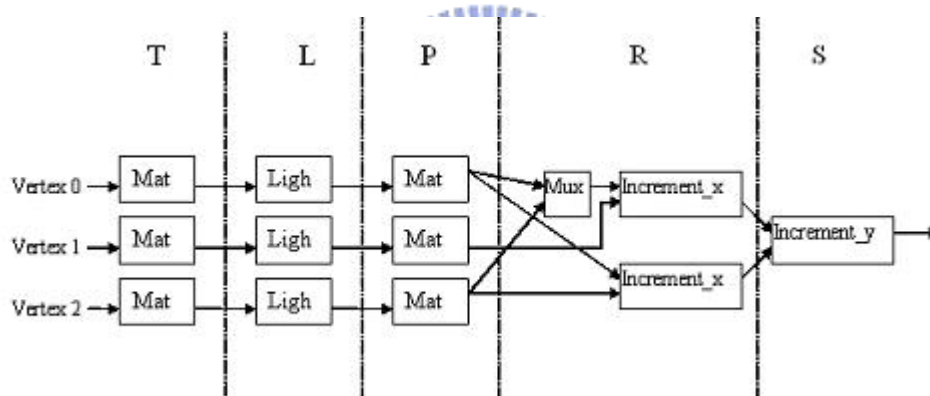 T L P R S
Vertex 0 Mat Ligh Mat Mux Increment_x
Vertex 1 Mat Ligh Mat Increment_y
Vertex 2 Mat Ligh Mat Increment_x